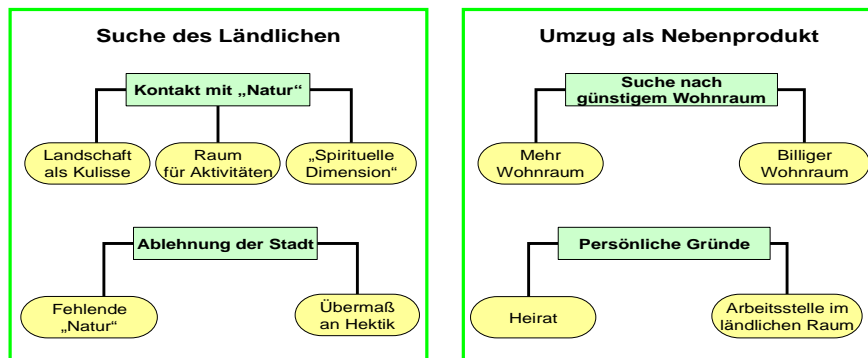 Suche des Ländlichen
Kontakt mit „Natur“
Landschaft
als Kulisse
Raum
für Aktivitäten
„Spirituelle
Dimension“
Ablehnung der Stadt
Fehlende
„Natur“
Übermaß
an Hektik
Umzug als Nebenprodukt
Suche nach
günstigem Wohnraum
Mehr
Wohnraum
Billiger
Wohnraum
Persönliche Gründe
Heirat
Arbeitsstelle im
ländlichen Raum